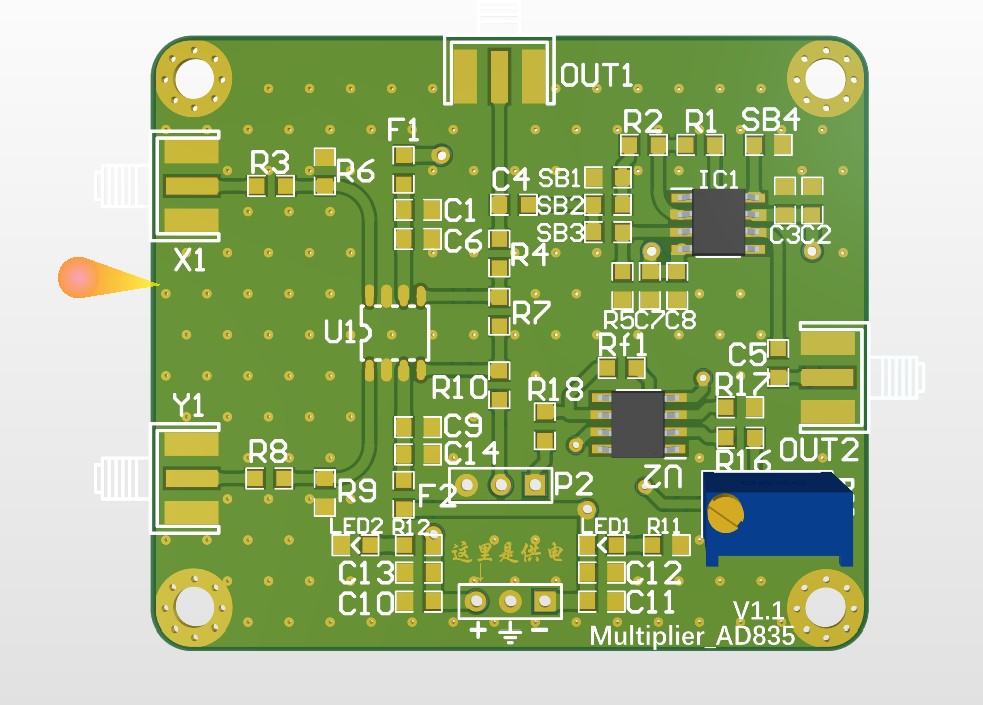 OUT1
F1
R2 R1 SB4
R3 R6
C4 SB1 IC1
C1 SB2
C6 SB3 C3C2
X1 R4
U1 R7 R5C7C8
Rf1 C5
R10 R18 R17
Y1
C9
R8 C14 OUT2
R9 F2 P2 U2 R16
LED2 R12 LED1 R11
这里是供电
C13 C12
C10 C11
+ - V1.1
Multiplier_AD835